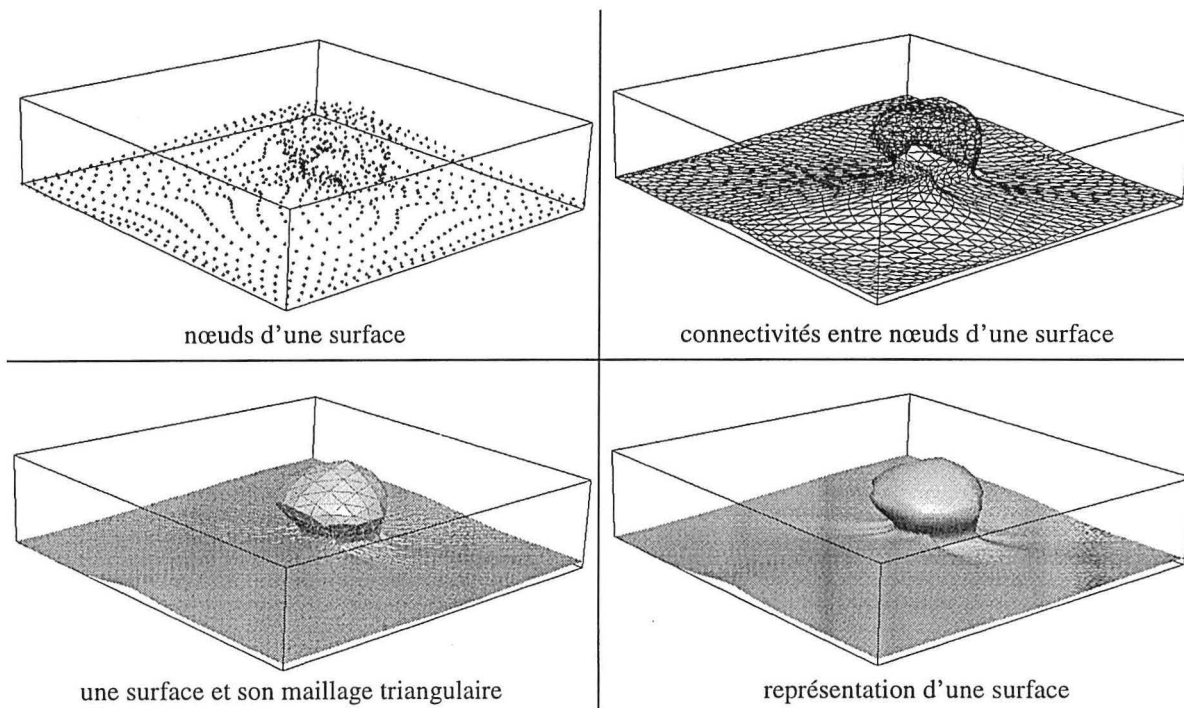 nœuds d'une surface
connectivités entre nœuds d'une surface
une surface et son maillage triangulaire
représentation d'une surface